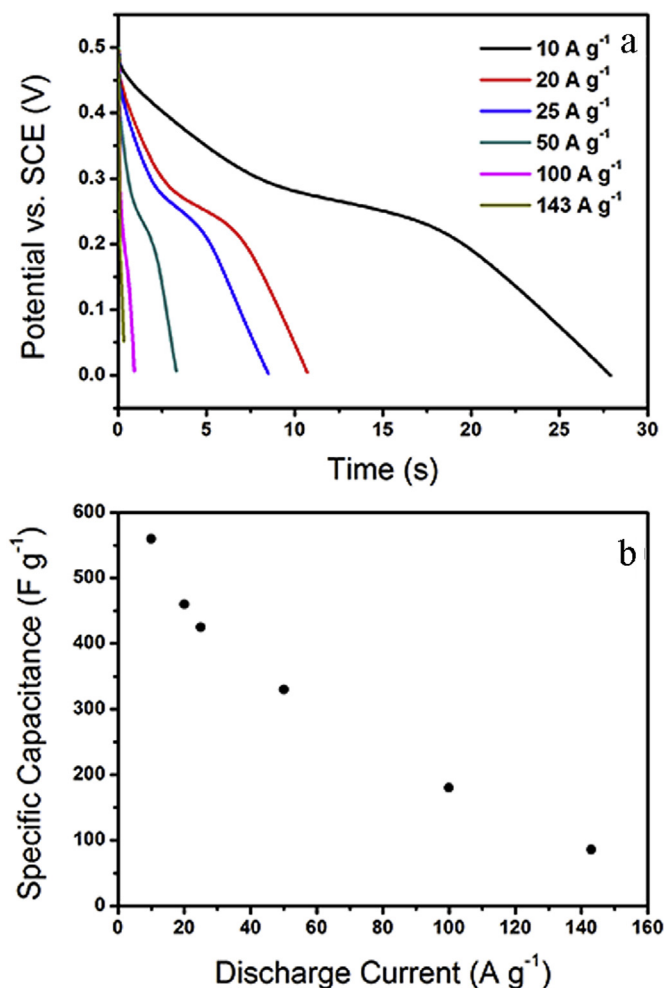 a
10 A g⁻¹
20 A g⁻¹
25 A g⁻¹
50 A g⁻¹
100 A g⁻¹
143 A g⁻¹
Potential vs. SCE (V)
0.5
0.4
0.3
0.2
0.1
0.0
0 5 10 15 20 25 30
Time (s)
b
Specific Capacitance (F g⁻¹)
600
500
400
300
200
100
0
0 20 40 60 80 100 120 140 160
Discharge Current (A g⁻¹)